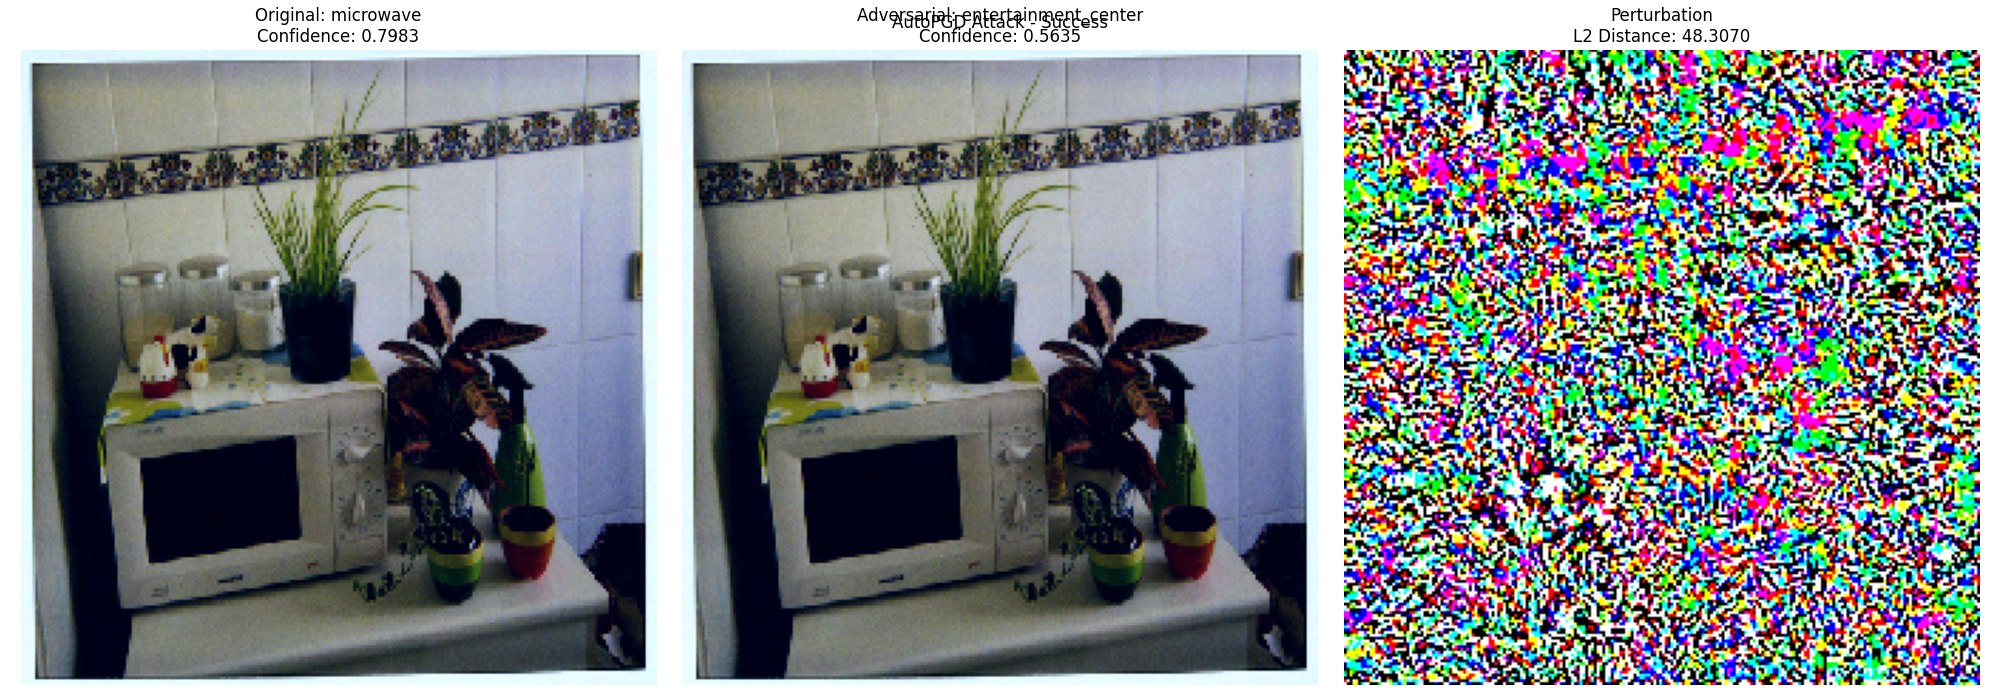 Original: microwave
Confidence: 0.7983
AutoPGD Attack - Success
Adversarial: entertainment_center
Confidence: 0.5635
Perturbation
L2 Distance: 48.3070